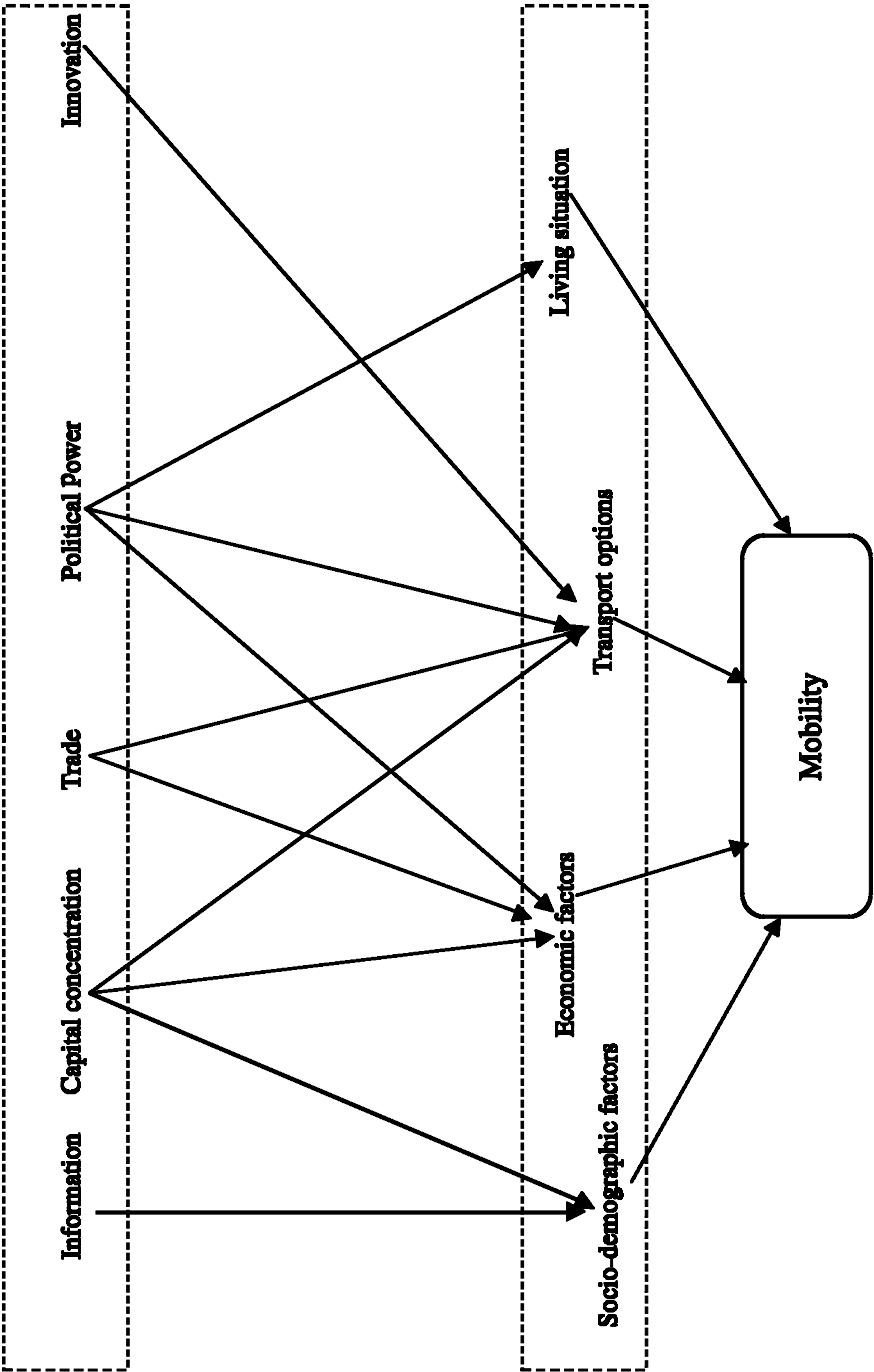 Information
Capital concentration
Trade
Political Power
Innovation
Socio-demographic factors
Economic factors
Transport options
Living situation
Mobility